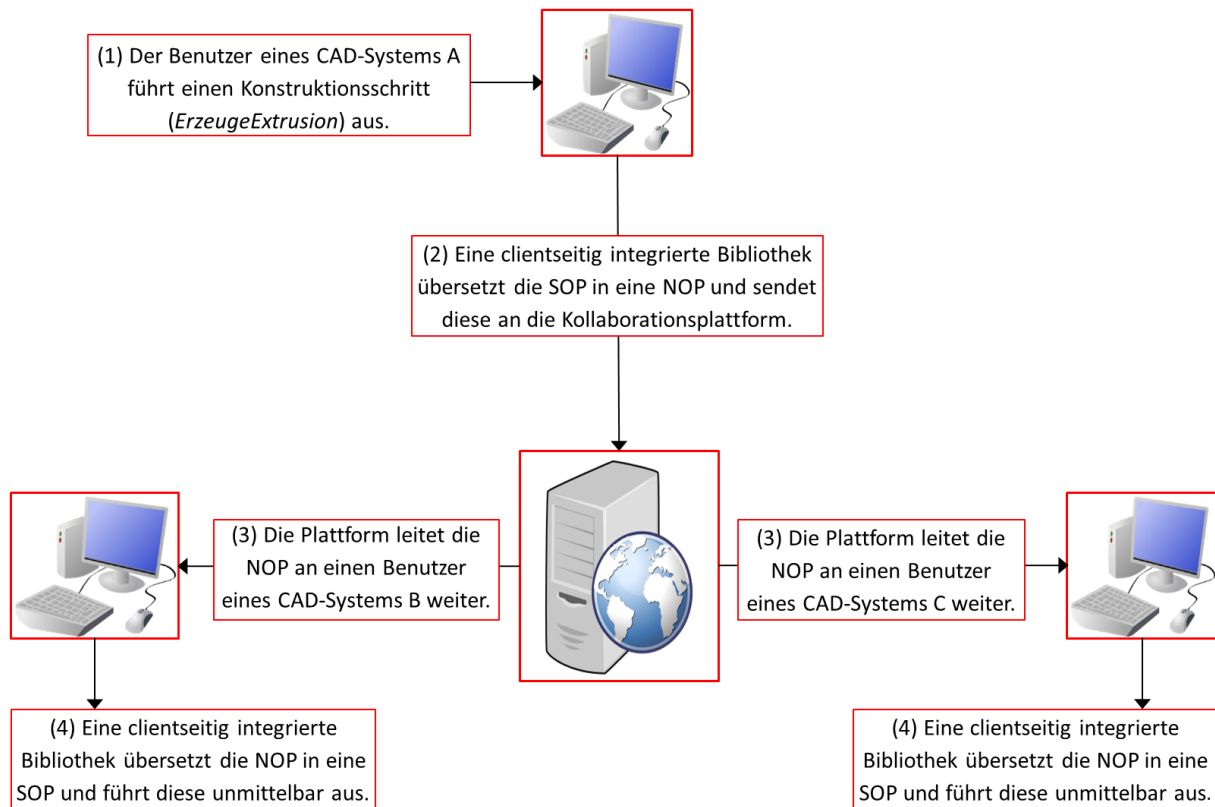 (1) Der Benutzer eines CAD-Systems A
führt einen Konstruktionsschritt
(ErzeugeExtrusion) aus.
(2) Eine clientseitig integrierte Bibliothek
übersetzt die SOP in eine NOP und sendet
diese an die Kollaborationsplattform.
(3) Die Plattform leitet die
NOP an einen Benutzer
eines CAD-Systems B weiter.
(3) Die Plattform leitet die
NOP an einen Benutzer
eines CAD-Systems C weiter.
(4) Eine clientseitig integrierte
Bibliothek übersetzt die NOP in eine
SOP und führt diese unmittelbar aus.
(4) Eine clientseitig integrierte
Bibliothek übersetzt die NOP in eine
SOP und führt diese unmittelbar aus.